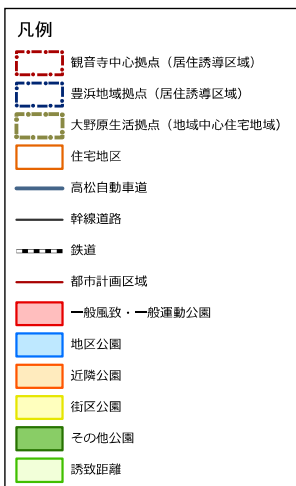 凡例
観音寺中心拠点（居住誘導区域）
豊浜地域拠点（居住誘導区域）
大野原生活拠点（地域中心住宅地域）
住宅地区
高松自動車道
幹線道路
鉄道
都市計画区域
一般風致・一般運動公園
地区公園
近隣公園
街区公園
その他公園
誘致距離